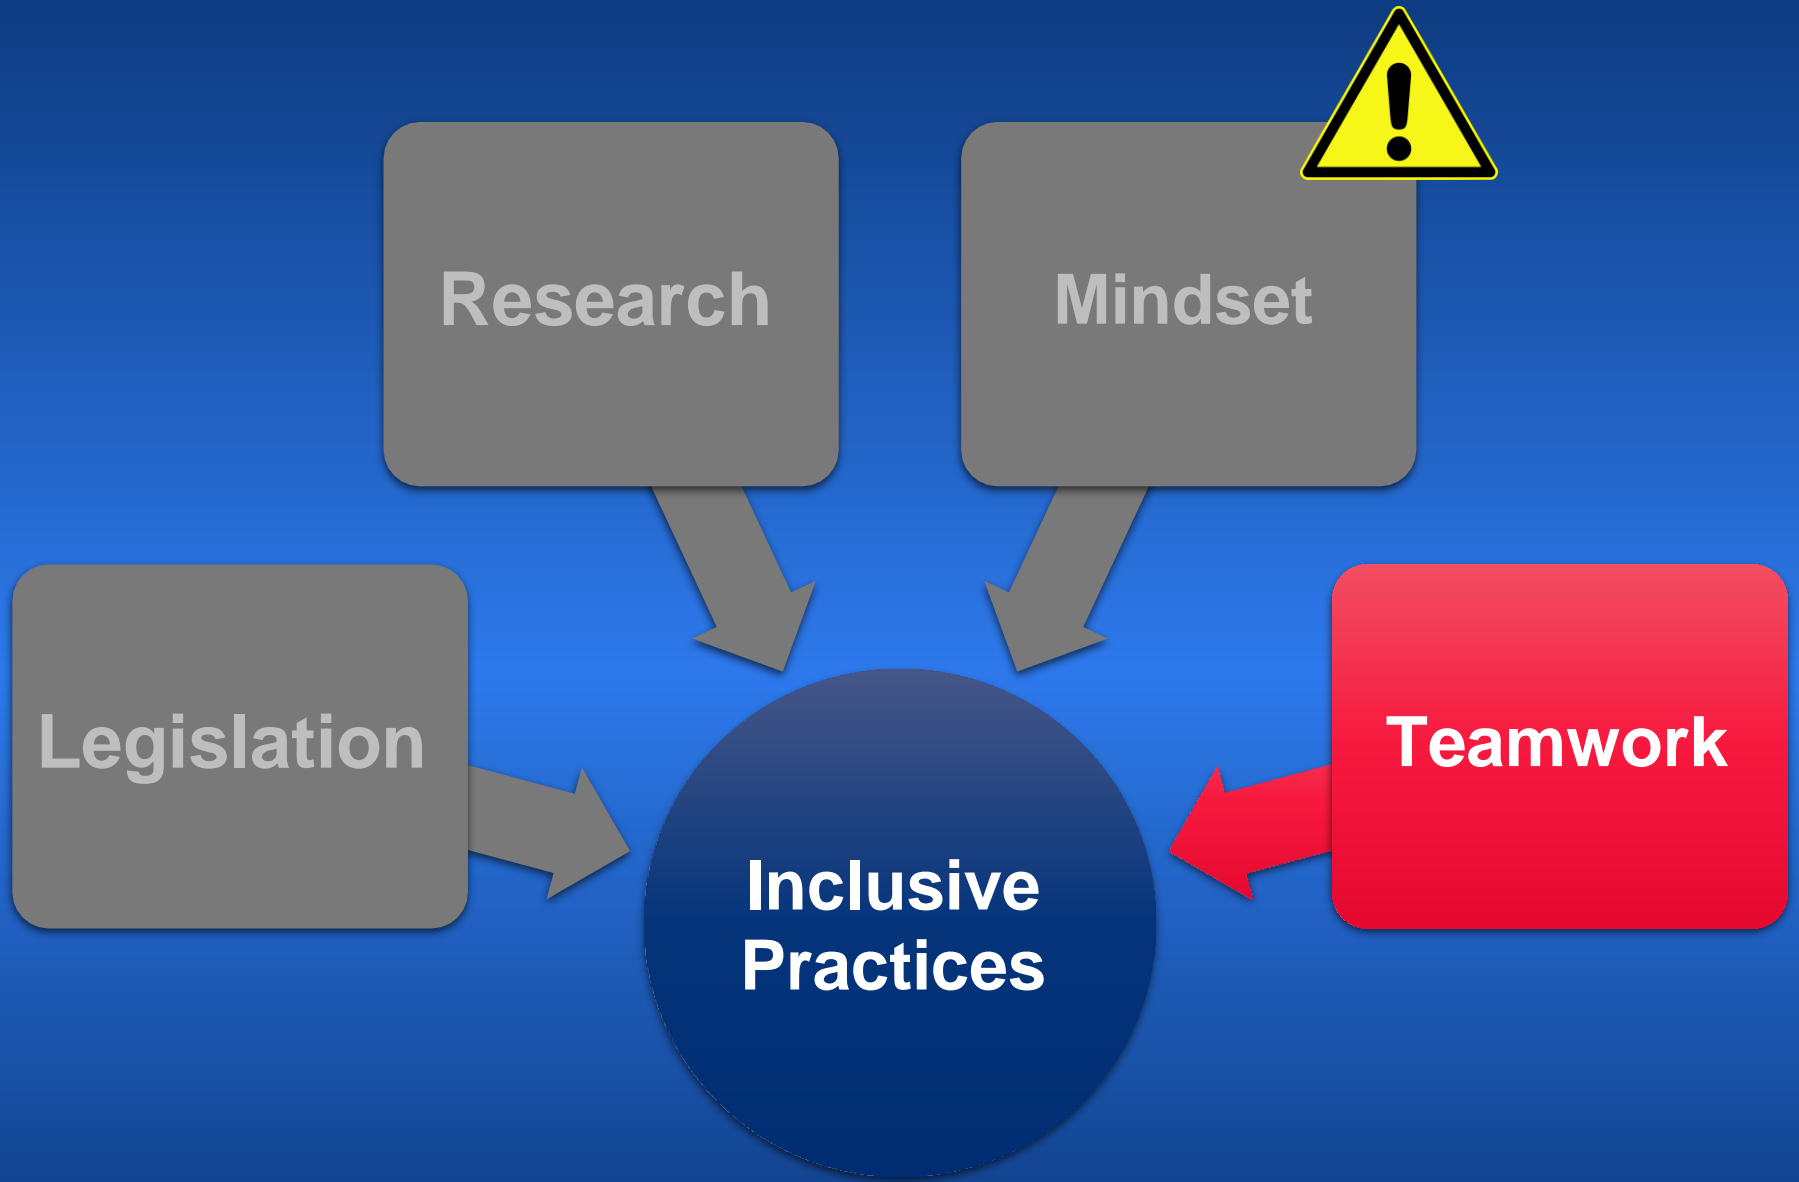 Research
Mindset
Legislation
Teamwork
Inclusive
Practices